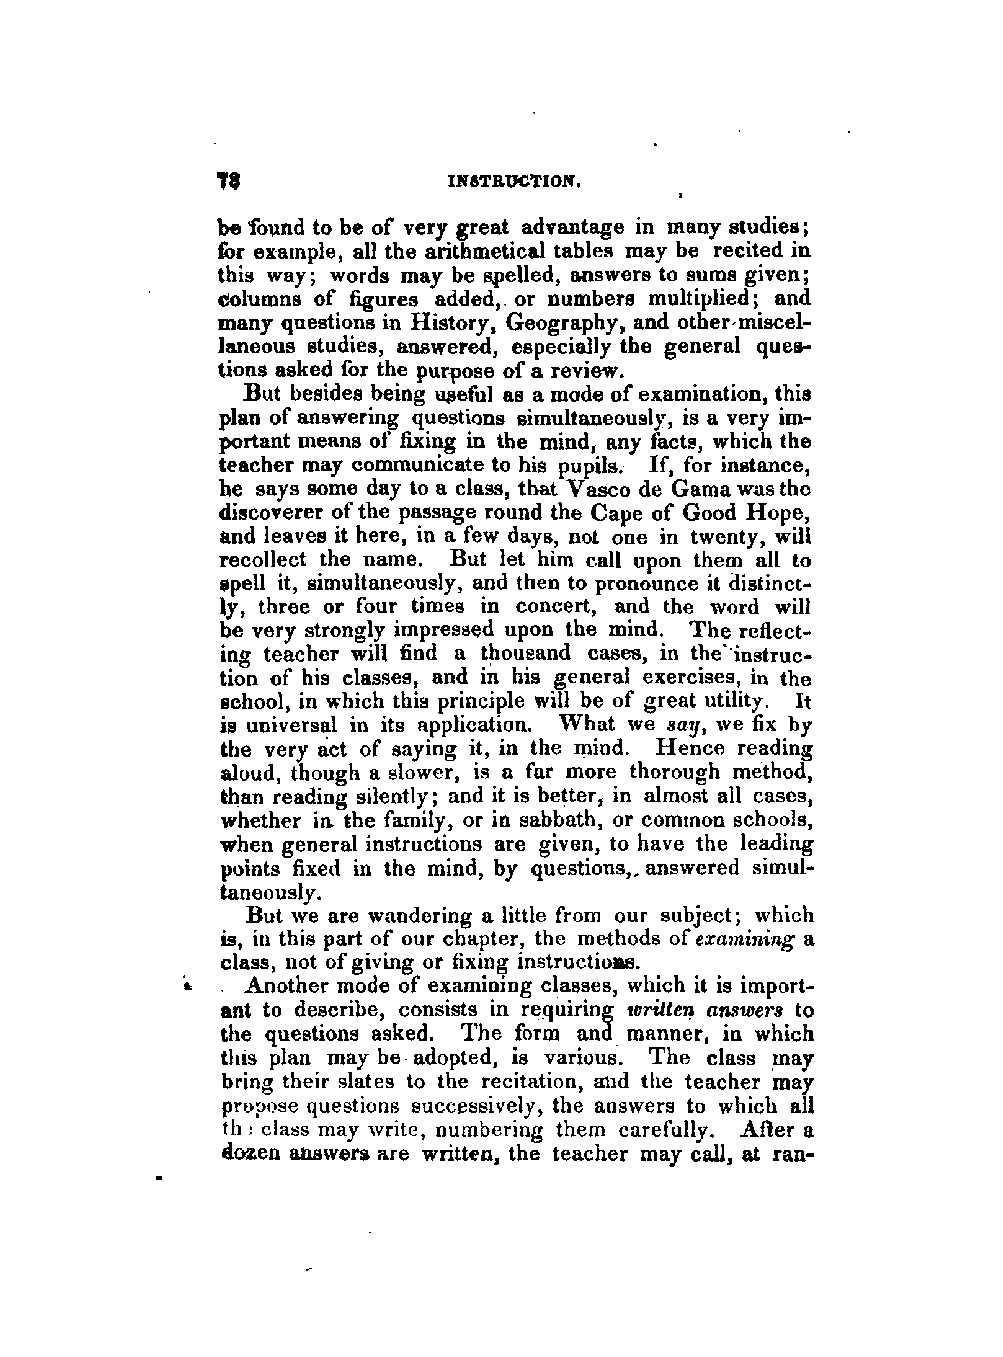 78 INSTRUCTION.
be found to be of very great advantage in many studies;
for example, all the arithmetical tables may be recited in
this way; words may be spelled, answers to sums given;
columns of figures added, or numbers multiplied; and
many questions in History, Geography, and other miscel-
laneous studies, answered, especially the general ques-
tions asked for the purpose of a review.
But besides being useful as a mode of examination, this
plan of answering questions simultaneously, is a very im-
portant means of fixing in the mind, any facts, which the
teacher may communicate to his pupils. If, for instance,
he says some day to a class, that Vasco de Gama was the
discoverer of the passage round the Cape of Good Hope,
and leaves it here, in a few days, not one in twenty, will
recollect the name. But let him call upon them all to
spell it, simultaneously, and then to pronounce it distinct-
ly, three or four times in concert, and the word will
be very strongly impressed upon the mind. The reflect-
ing teacher will find a thousand cases, in the instruc-
tion of his classes, and in his general exercises, in the
school, in which this principle will be of great utility. It
is universal in its application. What we say, we fix by
the very act of saying it, in the mind. Hence reading
aloud, though a slower, is a far more thorough method,
than reading silently; and it is better, in almost all cases,
whether in the family, or in sabbath, or common schools,
when general instructions are given, to have the leading
points fixed in the mind, by questions, answered simul-
taneously.
But we are wandering a little from our subject; which
is, in this part of our chapter, the methods of examining a
class, not of giving or fixing instructions.
Another mode of examining classes, which it is import-
ant to describe, consists in requiring written answers to
the questions asked. The form and manner, in which
this plan may be adopted, is various. The class may
bring their slates to the recitation, and the teacher may
propose questions successively, the answers to which all
the class may write, numbering them carefully. After a
dozen answers are written, the teacher may call, at ran-